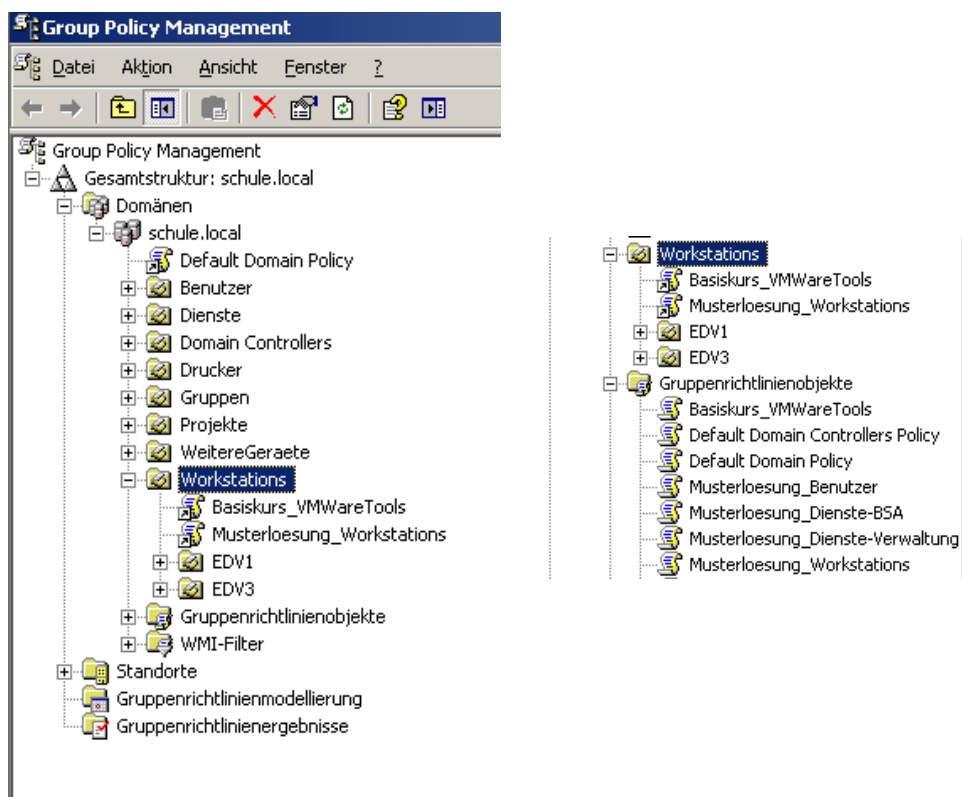 Group Policy Management
Datei Aktion Ansicht Fenster ?
Group Policy Management
Gesamtstruktur: schule.local
Domänen
schule.local
Default Domain Policy
Benutzer
Dienste
Domain Controllers
Drucker
Gruppen
Projekte
WeitereGeraete
Workstations
Basiskurs_VMWareTools
Musterloesung_Workstations
EDV1
EDV3
Gruppenrichtlinienobjekte
WMI-Filter
Standorte
Gruppenrichtlinienmodellierung
Gruppenrichtlinienergebnisse
Workstations
Basiskurs_VMWareTools
Musterloesung_Workstations
EDV1
EDV3
Gruppenrichtlinienobjekte
Basiskurs_VMWareTools
Default Domain Controllers Policy
Default Domain Policy
Musterloesung_Benutzer
Musterloesung_Dienste-BSA
Musterloesung_Dienste-Verwaltung
Musterloesung_Workstations